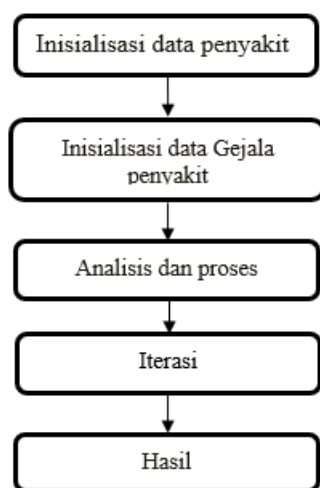 Inisialisasi data penyakit
Inisialisasi data Gejala
penyakit
Analisis dan proses
Iterasi
Hasil